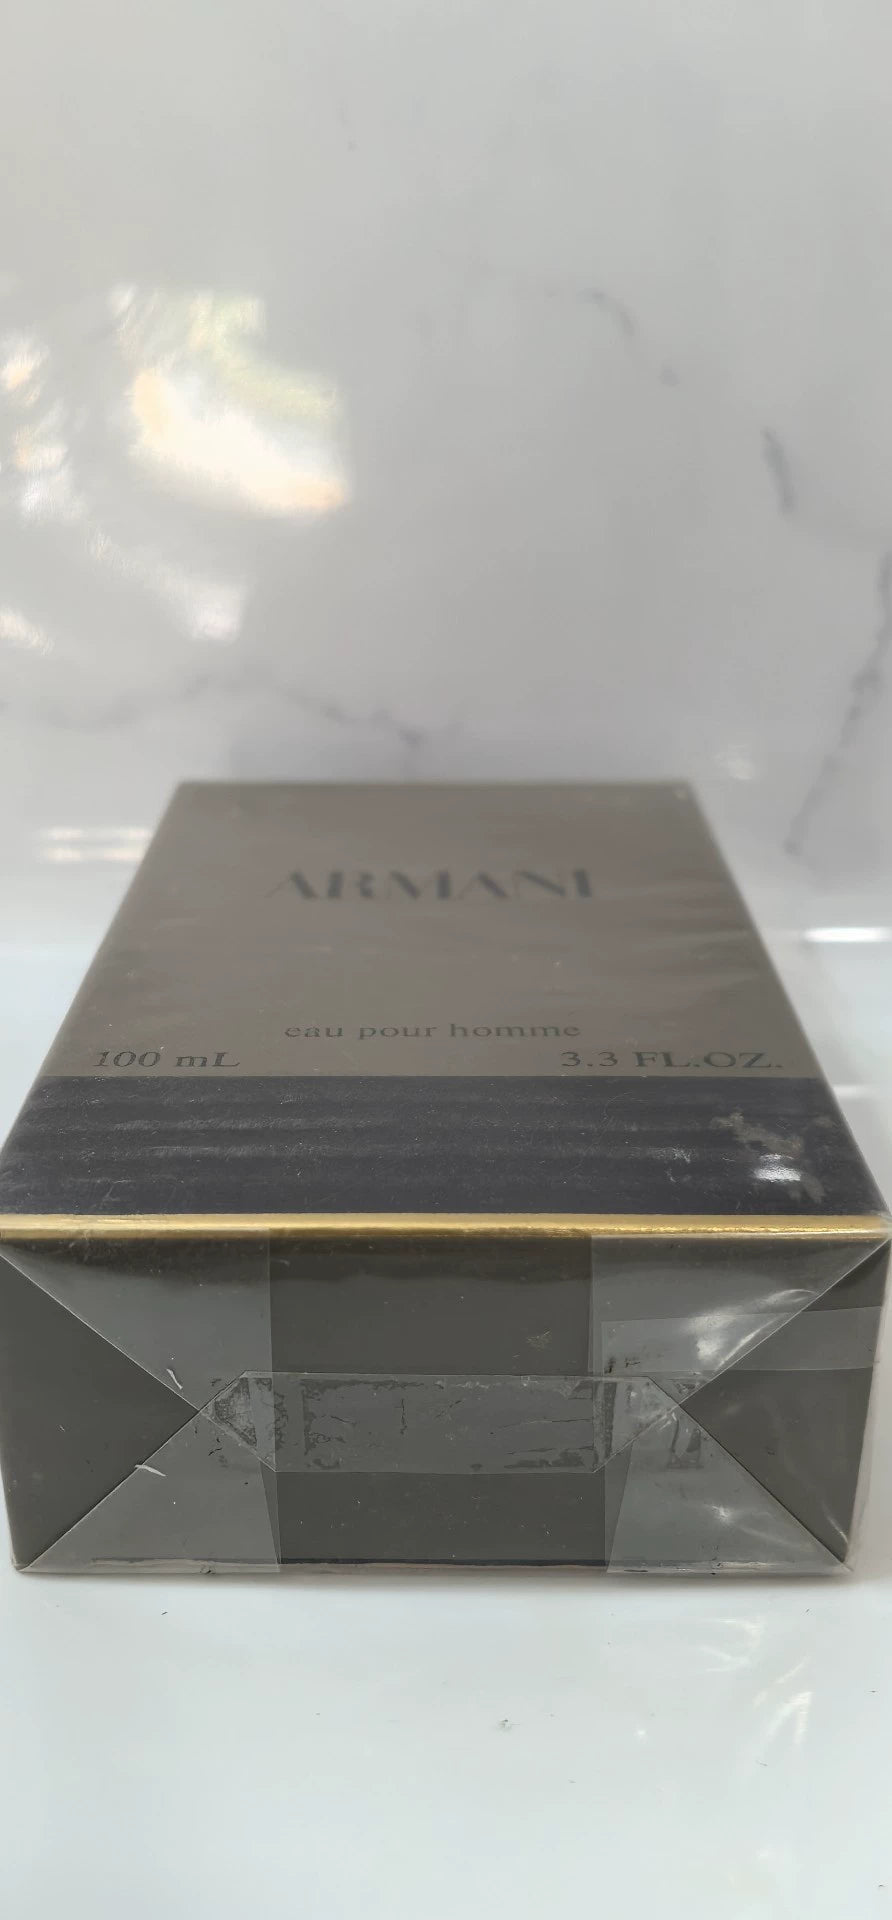 ARMANI
eau pour homme
100 mL 3.3 FL.OZ.